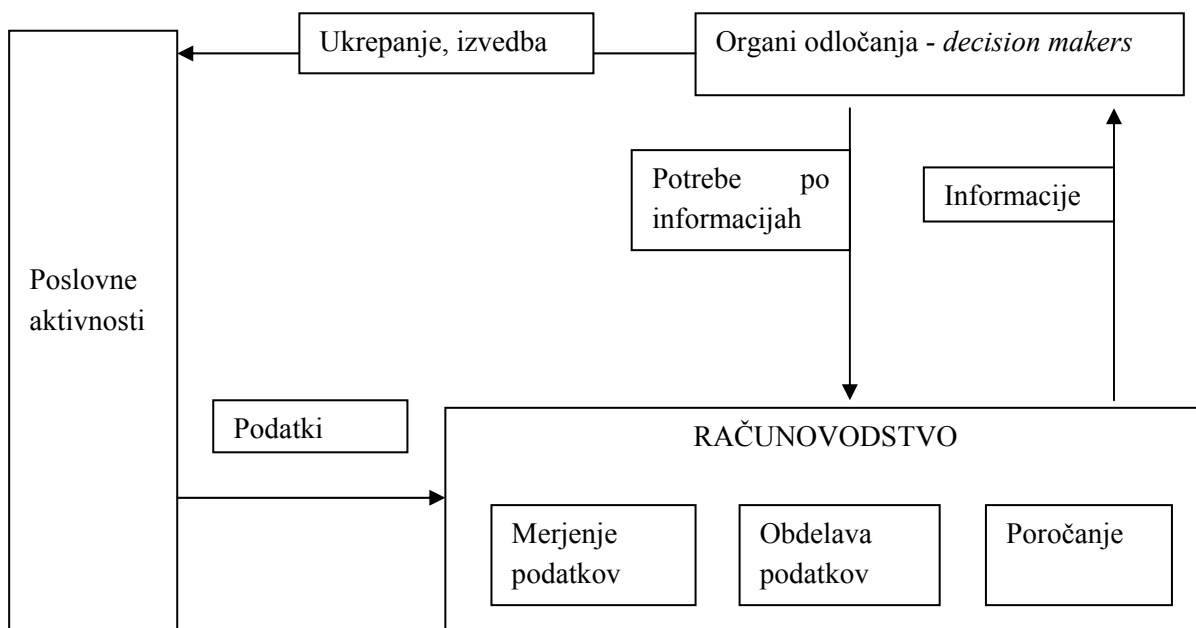 Ukrepanje, izvedba
Organi odločanja - decision makers
Potrebe po
informacijah
Informacije
Poslovne
aktivnosti
Podatki
RAČUNOVODSTVO
Merjenje
podatkov
Obdelava
podatkov
Poročanje